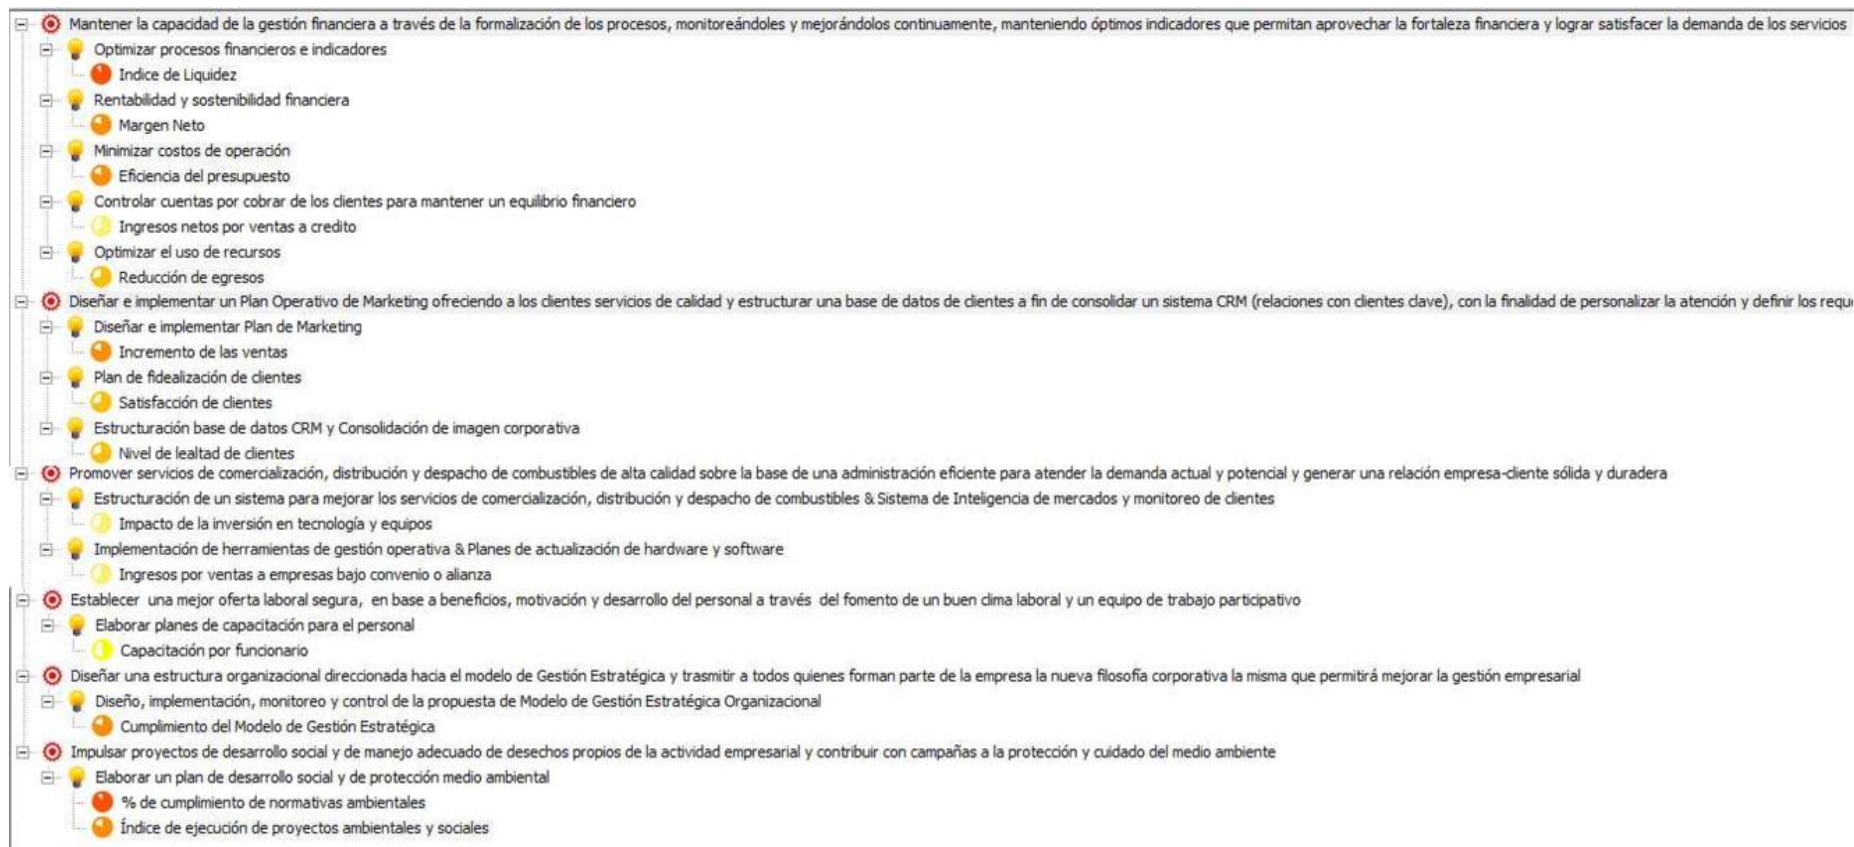 Mantener la capacidad de la gestión financiera a través de la formalización de los procesos, monitoreándoles y mejorándolos continuamente, manteniendo óptimos indicadores que permitan aprovechar la fortaleza financiera y lograr satisfacer la demanda de los servicios
Optimizar procesos financieros e indicadores
Indice de Liquidez
Rentabilidad y sostenibilidad financiera
Margen Neto
Minimizar costos de operación
Eficiencia del presupuesto
Controlar cuentas por cobrar de los clientes para mantener un equilibrio financiero
Ingresos netos por ventas a credito
Optimizar el uso de recursos
Reducción de egresos
Diseñar e implementar un Plan Operativo de Marketing ofreciendo a los clientes servicios de calidad y estructurar una base de datos de clientes a fin de consolidar un sistema CRM (relaciones con clientes clave), con la finalidad de personalizar la atención y definir los requ
Diseñar e implementar Plan de Marketing
Incremento de las ventas
Plan de fidealización de clientes
Satisfacción de clientes
Estructuración base de datos CRM y Consolidación de imagen corporativa
Nivel de lealtad de clientes
Promover servicios de comercialización, distribución y despacho de combustibles de alta calidad sobre la base de una administración eficiente para atender la demanda actual y potencial y generar una relación empresa-cliente sólida y duradera
Estructuración de un sistema para mejorar los servicios de comercialización, distribución y despacho de combustibles & Sistema de Inteligencia de mercados y monitoreo de clientes
Impacto de la inversión en tecnología y equipos
Implementación de herramientas de gestión operativa & Planes de actualización de hardware y software
Ingresos por ventas a empresas bajo convenio o alianza
Establecer una mejor oferta laboral segura, en base a beneficios, motivación y desarrollo del personal a través del fomento de un buen clima laboral y un equipo de trabajo participativo
Elaborar planes de capacitación para el personal
Capacitación por funcionario
Diseñar una estructura organizacional direccionada hacia el modelo de Gestión Estratégica y trasmitir a todos quienes forman parte de la empresa la nueva filosofía corporativa la misma que permitirá mejorar la gestión empresarial
Diseño, implementación, monitoreo y control de la propuesta de Modelo de Gestión Estratégica Organizacional
Cumplimiento del Modelo de Gestión Estratégica
Impulsar proyectos de desarrollo social y de manejo adecuado de desechos propios de la actividad empresarial y contribuir con campañas a la protección y cuidado del medio ambiente
Elaborar un plan de desarrollo social y de protección medio ambiental
% de cumplimiento de normativas ambientales
Índice de ejecución de proyectos ambientales y sociales